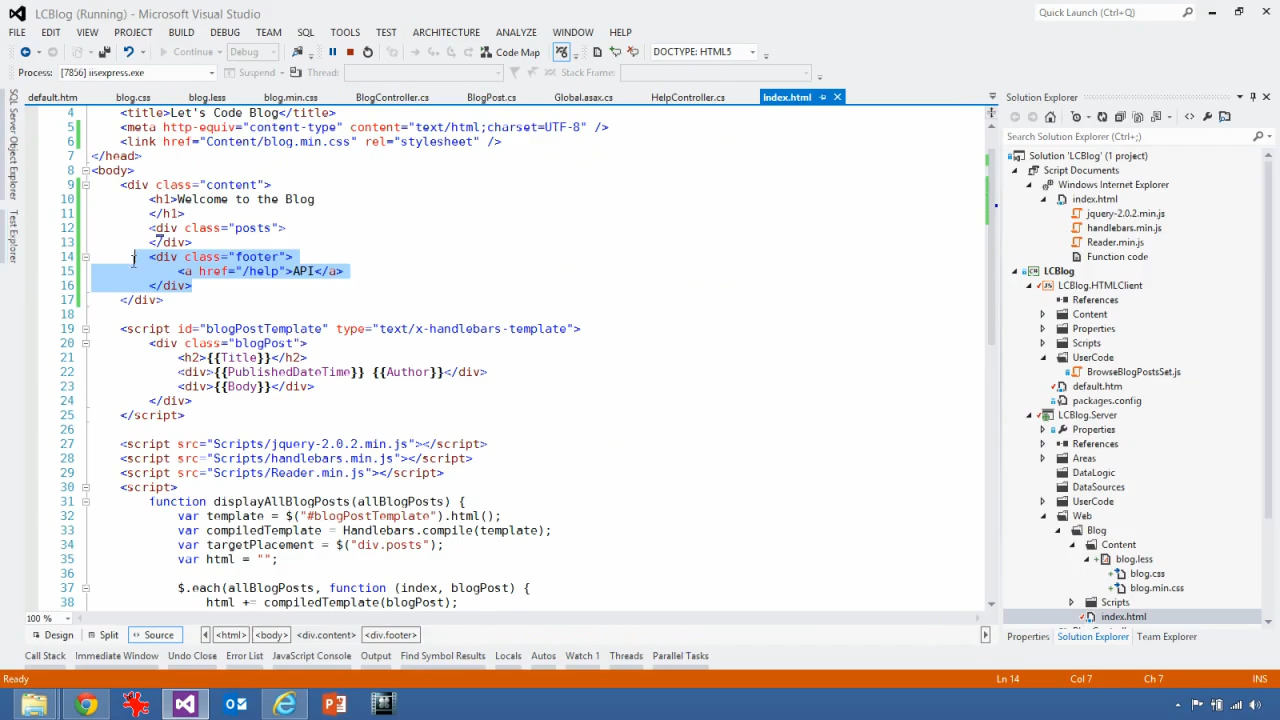 LCBlog (Running) - Microsoft Visual Studio
Quick Launch (Ctrl+Q)
FILE EDIT VIEW PROJECT BUILD DEBUG TEAM SQL TOOLS TEST ARCHITECTURE ANALYZE WINDOW HELP
Continue Debug Code Map DOCTYPE: HTML5
Process: [7856] iisexpress.exe Suspend Thread: Stack Frame:
default.htm blog.css blog.less blog.min.css BlogController.cs BlogPost.cs Global.asax.cs HelpController.cs Index.html
SQL Server Object Explorer
Test Explorer
4 <title>Let's Code Blog</title>
5 <meta http-equiv="content-type" content="text/html;charset=UTF-8" />
6 <link href="Content/blog.min.css" rel="stylesheet" />
7 </head>
8 <body>
9 <div class="content">
10 <h1>Welcome to the Blog
11 </h1>
12 <div class="posts">
13 </div>
14 <div class="footer">
15 <a href="/help">API</a>
16 </div>
17 </div>
18
19 <script id="blogPostTemplate" type="text/x-handlebars-template">
20 <div class="blogPost">
21 <h2>{{Title}}</h2>
22 <div>{{PublishedDateTime}} {{Author}}</div>
23 <div>{{Body}}</div>
24 </div>
25 </script>
26
27 <script src="Scripts/jquery-2.0.2.min.js"></script>
28 <script src="Scripts/handlebars.min.js"></script>
29 <script src="Scripts/Reader.min.js"></script>
30 <script>
31 function displayAllBlogPosts(allBlogPosts) {
32 var template = $("#blogPostTemplate").html();
33 var compiledTemplate = Handlebars.compile(template);
34 var targetPlacement = $("div.posts");
35 var html = "";
36
37 $.each(allBlogPosts, function (index, blogPost) {
38 html += compiledTemplate(blogPost);
100 %
Design Split Source <html> <body> <div.content> <div.footer>
Call Stack Immediate Window Undo Close Error List JavaScript Console Output Find Symbol Results Locals Autos Watch 1 Threads Parallel Tasks
Ready Ln 14 Col 7 Ch 7 INS
Solution Explorer
Search Solution Explorer (Ctrl+;)
Solution 'LCBlog' (1 project)
Script Documents
Windows Internet Explorer
index.html
jquery-2.0.2.min.js
handlebars.min.js
Reader.min.js
Function code
LCBlog
LCBlog.HTMLClient
References
Content
Properties
Scripts
UserCode
BrowseBlogPostsSet.js
default.htm
packages.config
LCBlog.Server
Properties
References
Areas
DataLogic
DataSources
UserCode
Web
Blog
Content
blog.less
blog.css
blog.min.css
Scripts
index.html
Properties Solution Explorer Team Explorer